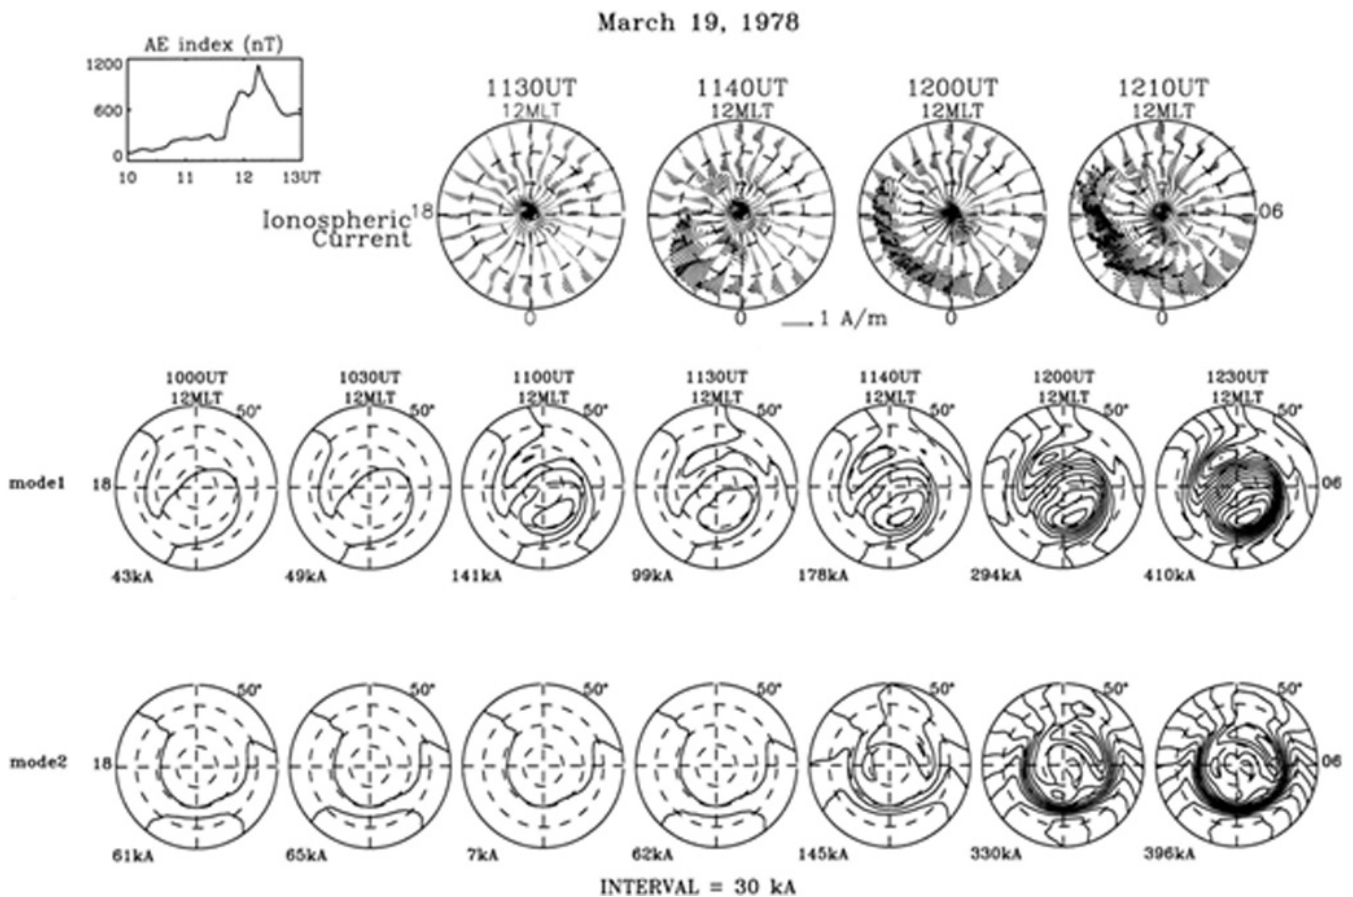 March 19, 1978
AE index (nT)
1200
600
0
10 11 12 13UT
1130UT 1140UT 1200UT 1210UT
12MLT 12MLT 12MLT 12MLT
Ionospheric
Current
18 06
0 0 0 0
1 A/m
1000UT 1030UT 1100UT 1130UT 1140UT 1200UT 1230UT
12MLT 12MLT 12MLT 12MLT 12MLT 12MLT 12MLT
50° 50° 50° 50° 50° 50° 50°
mode1 18 06
43kA 49kA 141kA 99kA 178kA 294kA 410kA
50° 50° 50° 50° 50° 50° 50°
mode2 18 06
61kA 65kA 7kA 62kA 145kA 330kA 396kA
INTERVAL = 30 kA